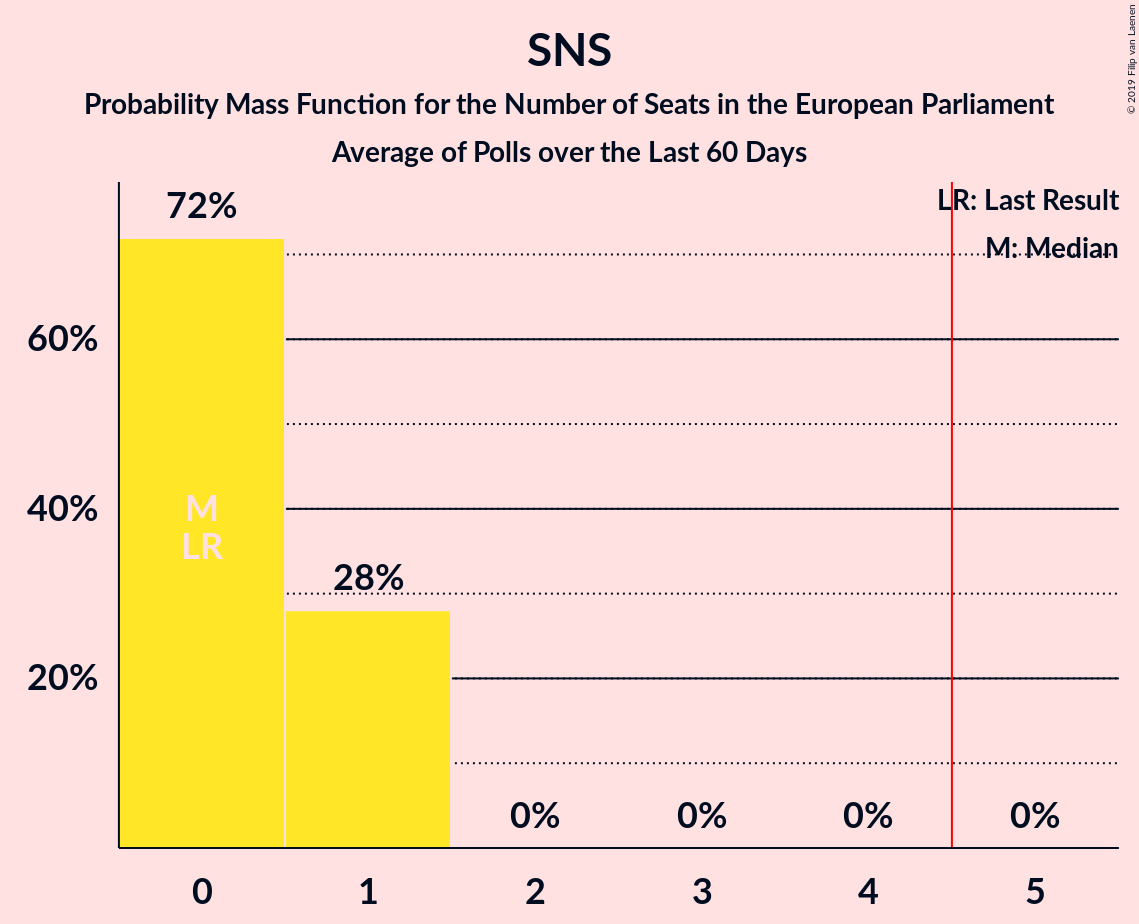 SNS
Probability Mass Function for the Number of Seats in the European Parliament
Average of Polls over the Last 60 Days
© 2019 Filip van Laenen
LR: Last Result
M: Median
72%
60%
40%
20%
M
LR
28%
0%
0%
0%
0%
0
1
2
3
4
5